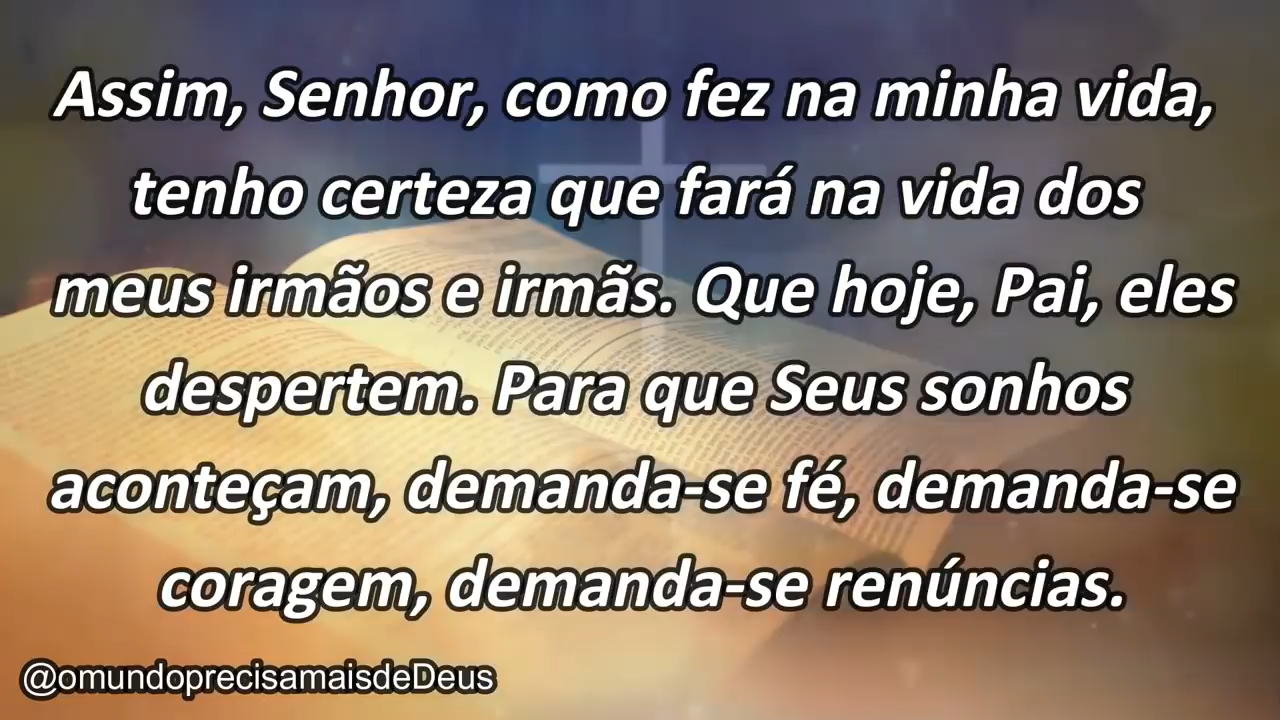 Assim, Senhor, como fez na minha vida,
tenho certeza que fará na vida dos
meus irmãos e irmãs. Que hoje, Pai, eles
despertem. Para que Seus sonhos
aconteçam, demanda-se fé, demanda-se
coragem, demanda-se renúncias.
@omundoprecisamaisdeDeus